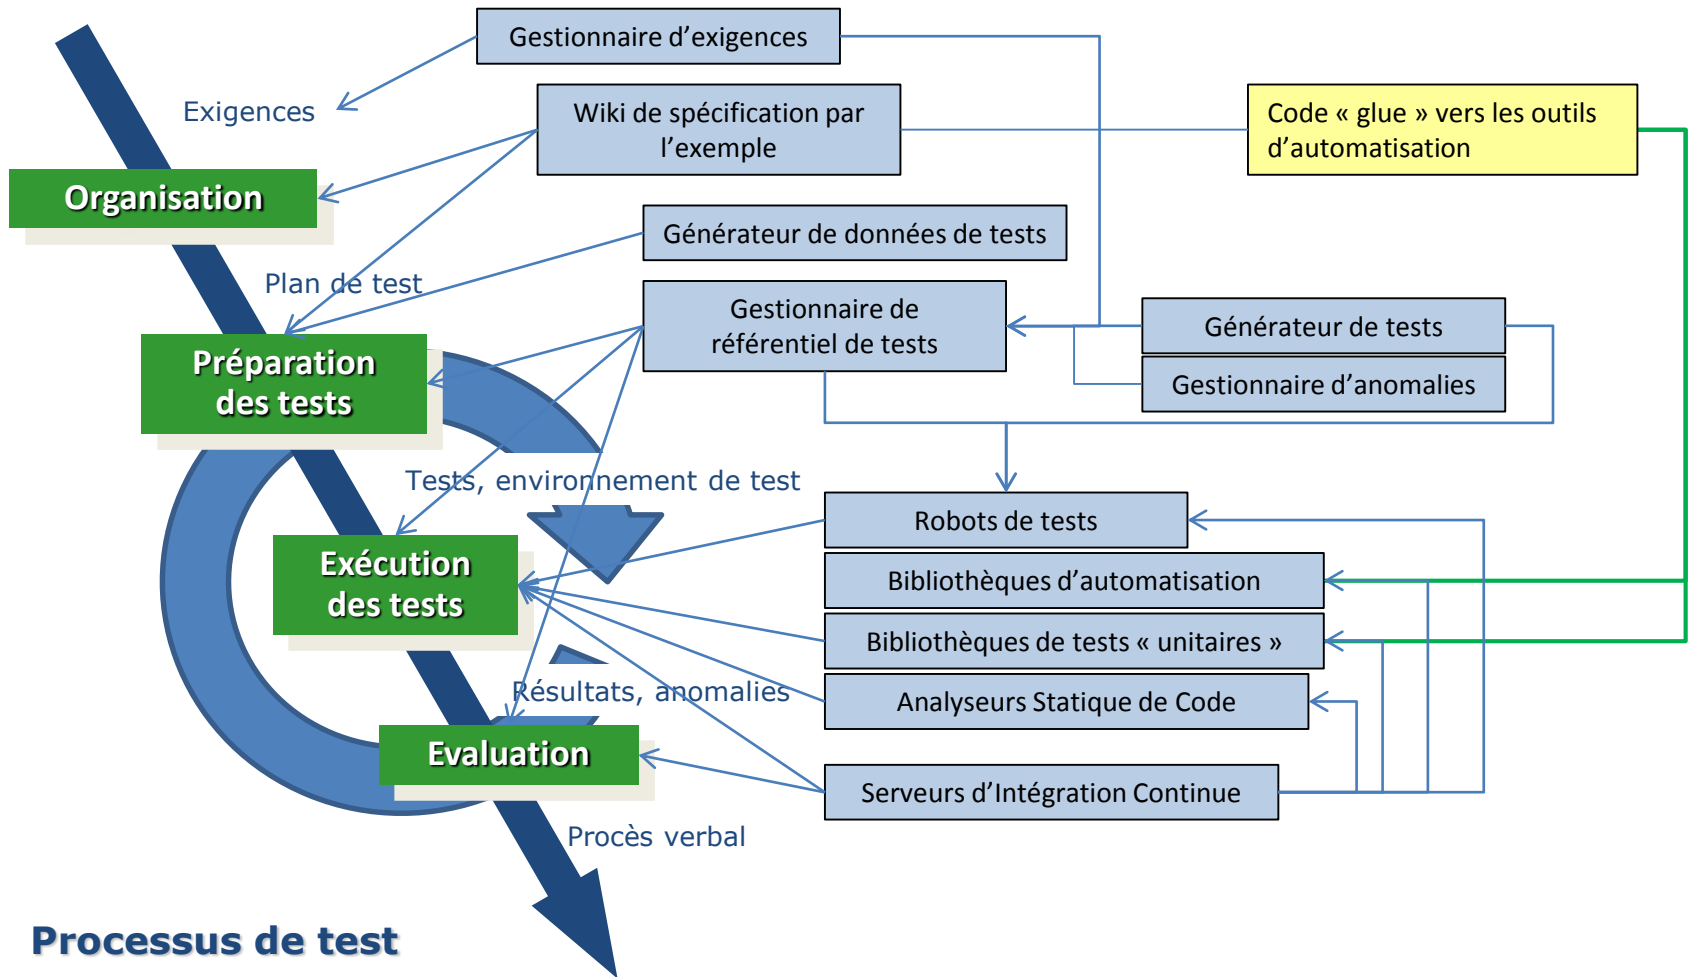 Gestionnaire d’exigences
Exigences
Wiki de spécification par
l’exemple
Code « glue » vers les outils
d’automatisation
Organisation
Générateur de données de tests
Plan de test
Gestionnaire de
référentiel de tests
Générateur de tests
Gestionnaire d’anomalies
Préparation
des tests
Tests, environnement de test
Robots de tests
Exécution
des tests
Bibliothèques d’automatisation
Bibliothèques de tests « unitaires »
Résultats, anomalies
Analyseurs Statique de Code
Evaluation
Serveurs d’Intégration Continue
Procès verbal
Processus de test